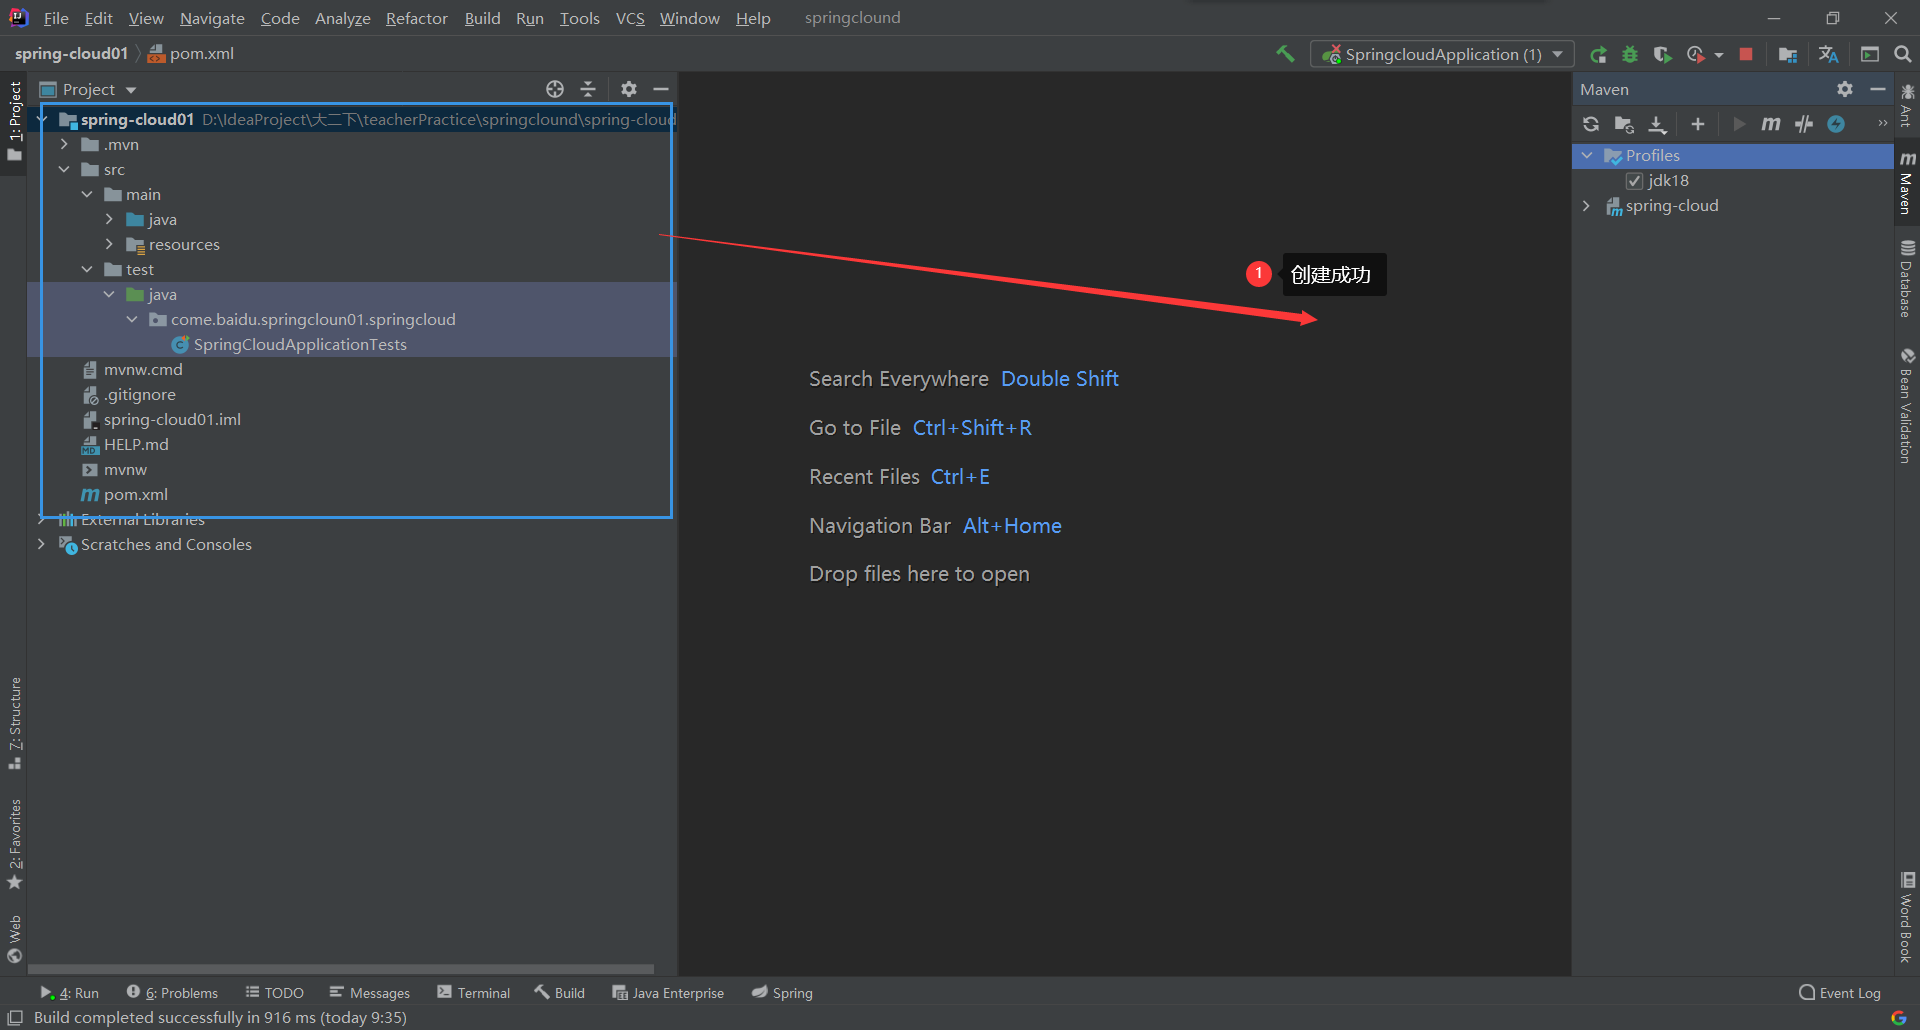 File Edit View Navigate Code Analyze Refactor Build Run Tools VCS Window Help springclound
spring-cloud01 pom.xml SpringcloudApplication (1)
1: Project
Project
spring-cloud01 D:\IdeaProject\大二下\teacherPractice\springclound\spring-cloud
.mvn
src
main
java
resources
test
java
come.baidu.springcloun01.springcloud
SpringCloudApplicationTests
mvnw.cmd
.gitignore
spring-cloud01.iml
HELP.md
mvnw
pom.xml
External Libraries
Scratches and Consoles
1 创建成功
Search Everywhere Double Shift
Go to File Ctrl+Shift+R
Recent Files Ctrl+E
Navigation Bar Alt+Home
Drop files here to open
Maven
Profiles
jdk18
spring-cloud
Ant
Maven
Database
Bean Validation
Word Book
7: Structure
2: Favorites
Web
4: Run 6: Problems TODO Messages Terminal Build Java Enterprise Spring Event Log
Build completed successfully in 916 ms (today 9:35)